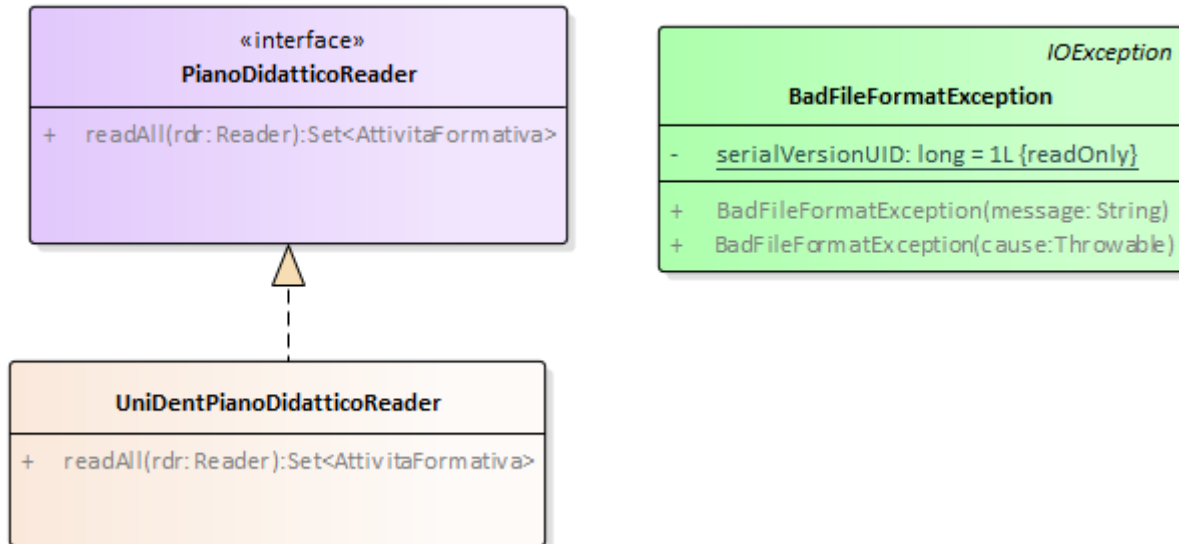 «interface»
PianoDidatticoReader
+ readAll(rdr: Reader):Set<AttivitaFormativa>
IOException
BadFileFormatException
- serialVersionUID: long = 1L {readOnly}
+ BadFileFormatException(message: String)
+ BadFileFormatException(cause:Throwable)
UniDentPianoDidatticoReader
+ readAll(rdr: Reader):Set<AttivitaFormativa>